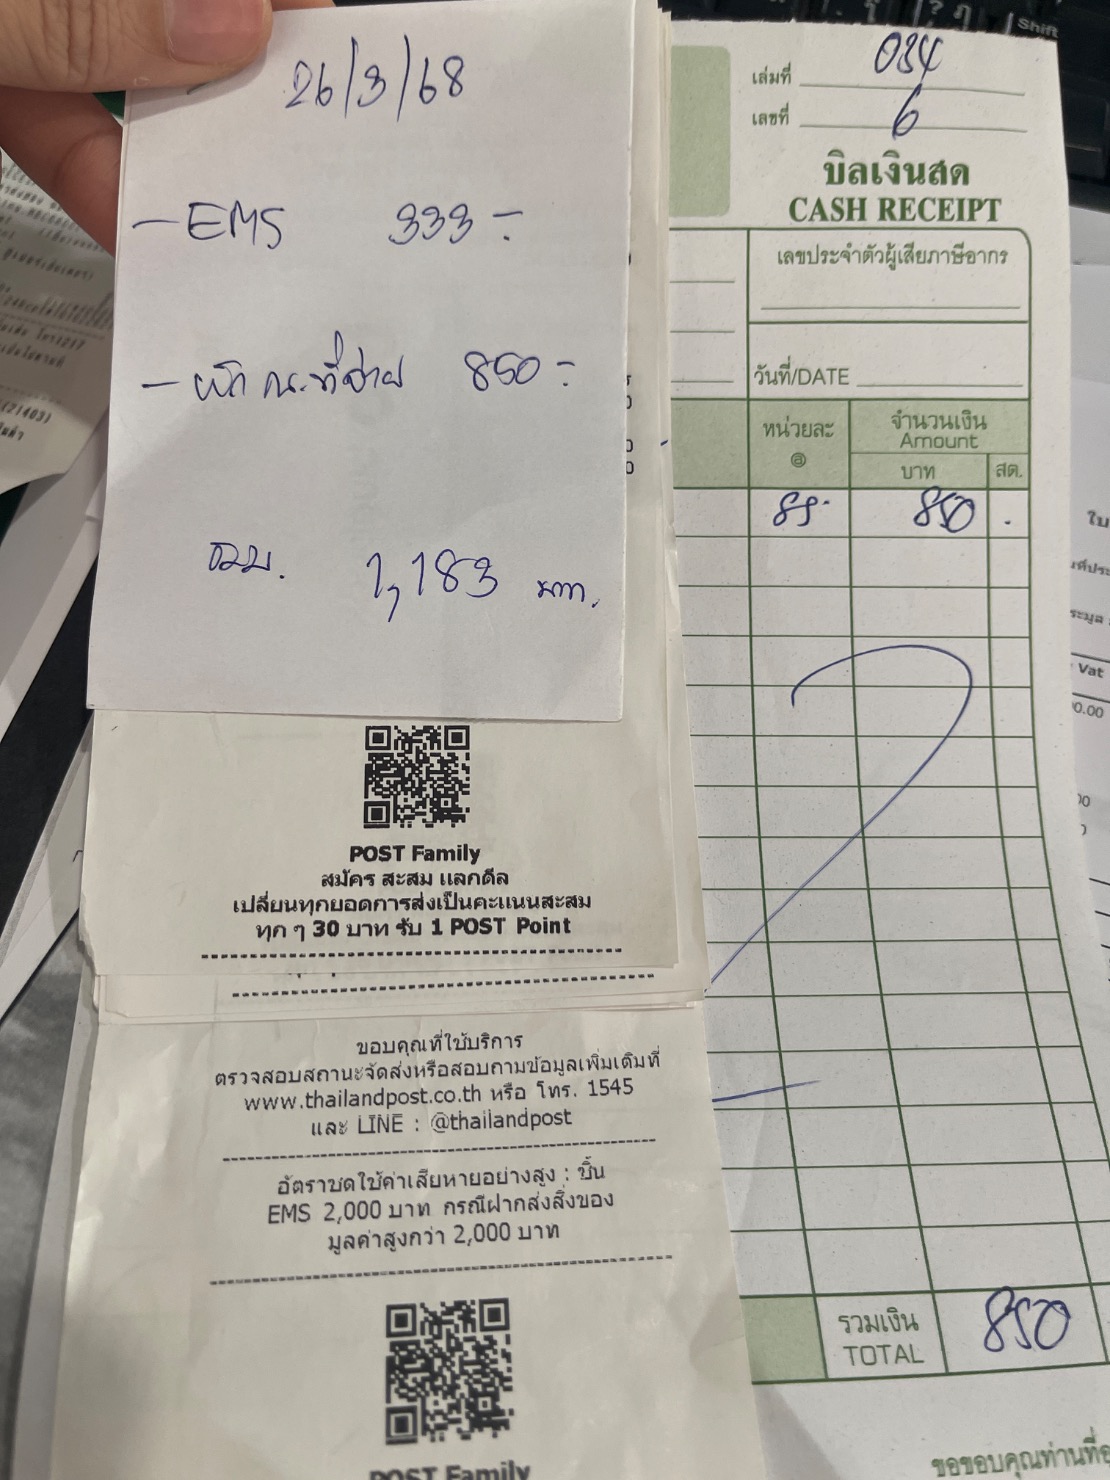 26/3/68
- EMS 333.-
- หัก ณ.ที่จ่าย 850.-
รวม. 1,183 บาท.
POST Family
สมัคร สะสม แลกดีล
เปลี่ยนทุกยอดการส่งเป็นคะแนนสะสม
ทุก ๆ 30 บาท รับ 1 POST Point
ขอบคุณที่ใช้บริการ
ตรวจสอบสถานะจัดส่งหรือสอบถามข้อมูลเพิ่มเติมที่
www.thailandpost.co.th หรือ โทร. 1545
และ LINE : @thailandpost
อัตราชดใช้ค่าเสียหายอย่างสูง : ชิ้น
EMS 2,000 บาท กรณีฝากส่งสิ่งของ
มูลค่าสูงกว่า 2,000 บาท
POST Family
เล่มที่ 034
เลขที่ 6
บิลเงินสด
CASH RECEIPT
เลขประจำตัวผู้เสียภาษีอากร
วันที่/DATE
หน่วยละ @
จำนวนเงิน
Amount
บาท สต.
85.- 850 .
รวมเงิน 850
TOTAL
Vat
Shift